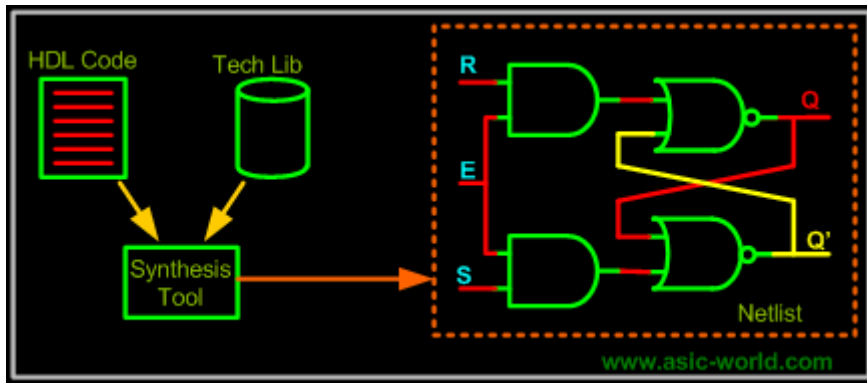 HDL Code
Tech Lib
Synthesis
Tool
R
E
S
Q
Q'
Netlist
www.asic-world.com